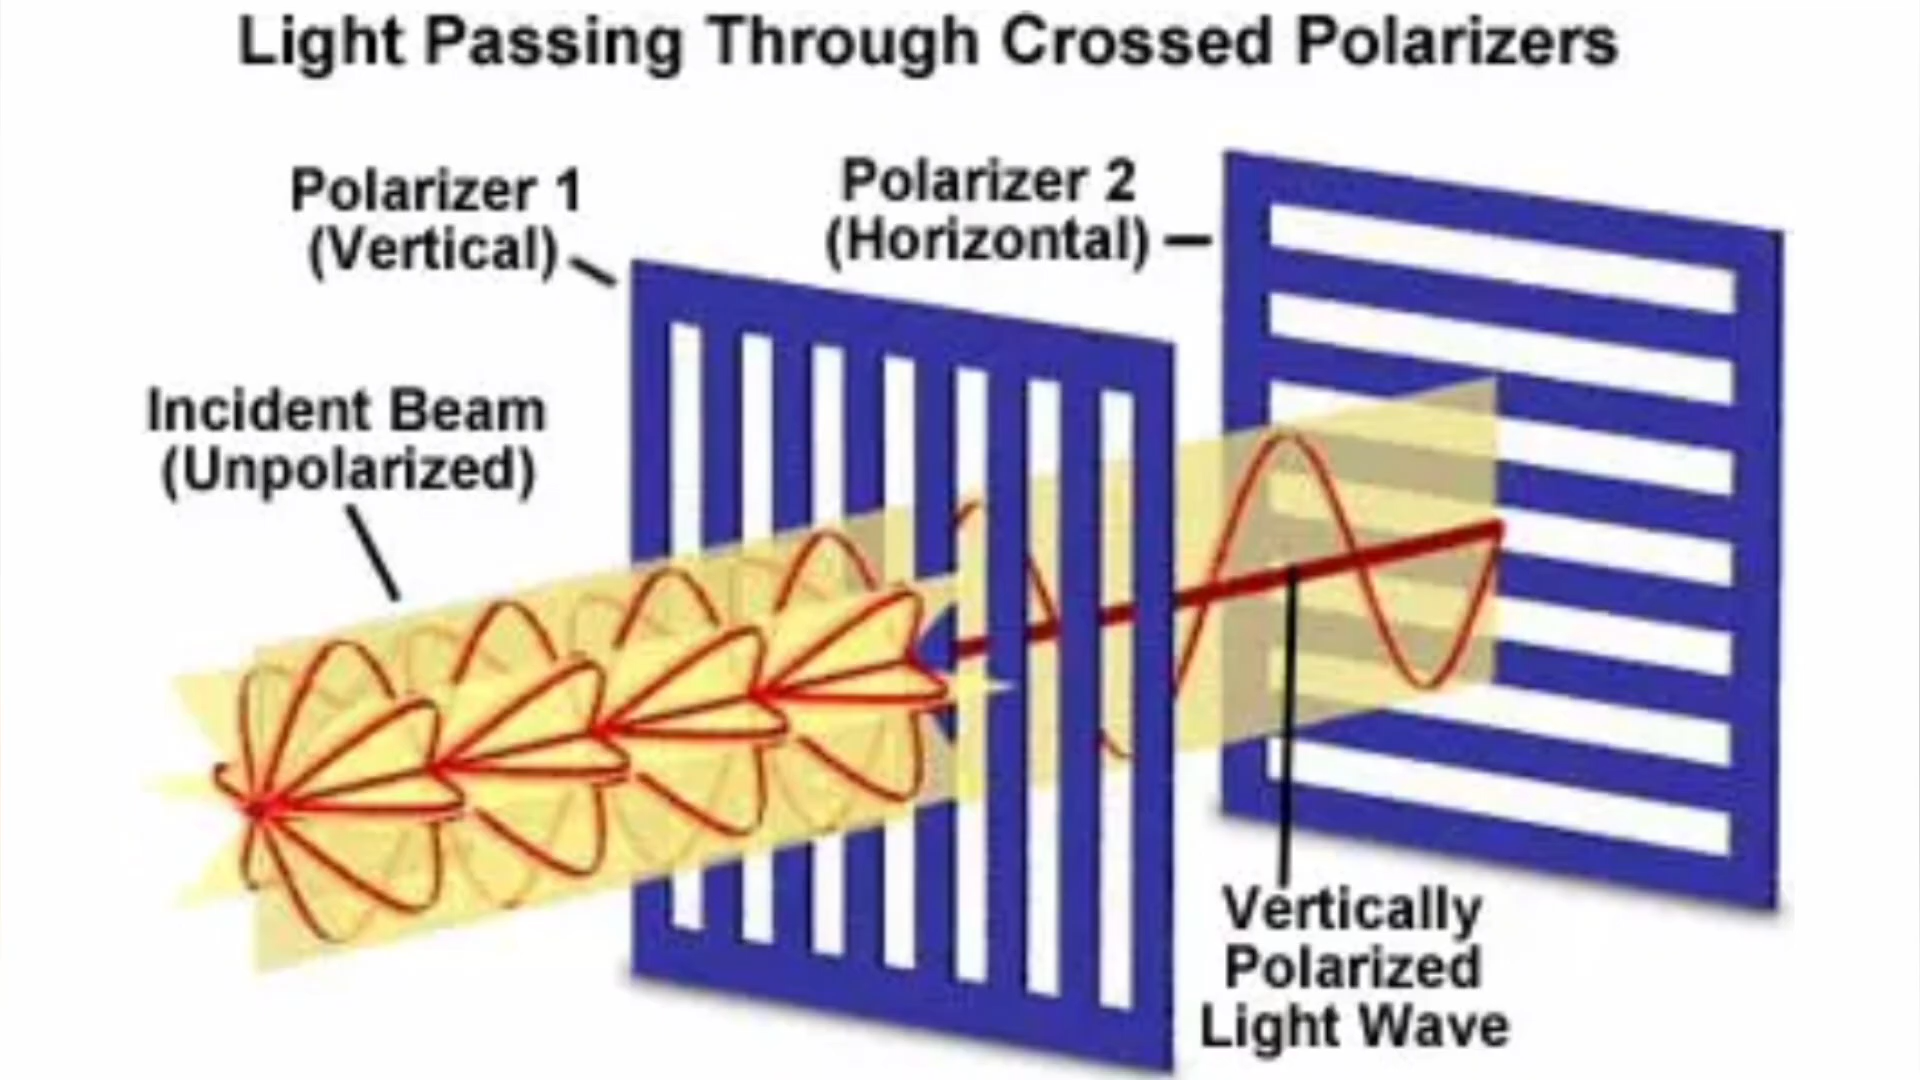 Light Passing Through Crossed Polarizers
Polarizer 1
(Vertical)
Polarizer 2
(Horizontal)
Incident Beam
(Unpolarized)
Vertically
Polarized
Light Wave